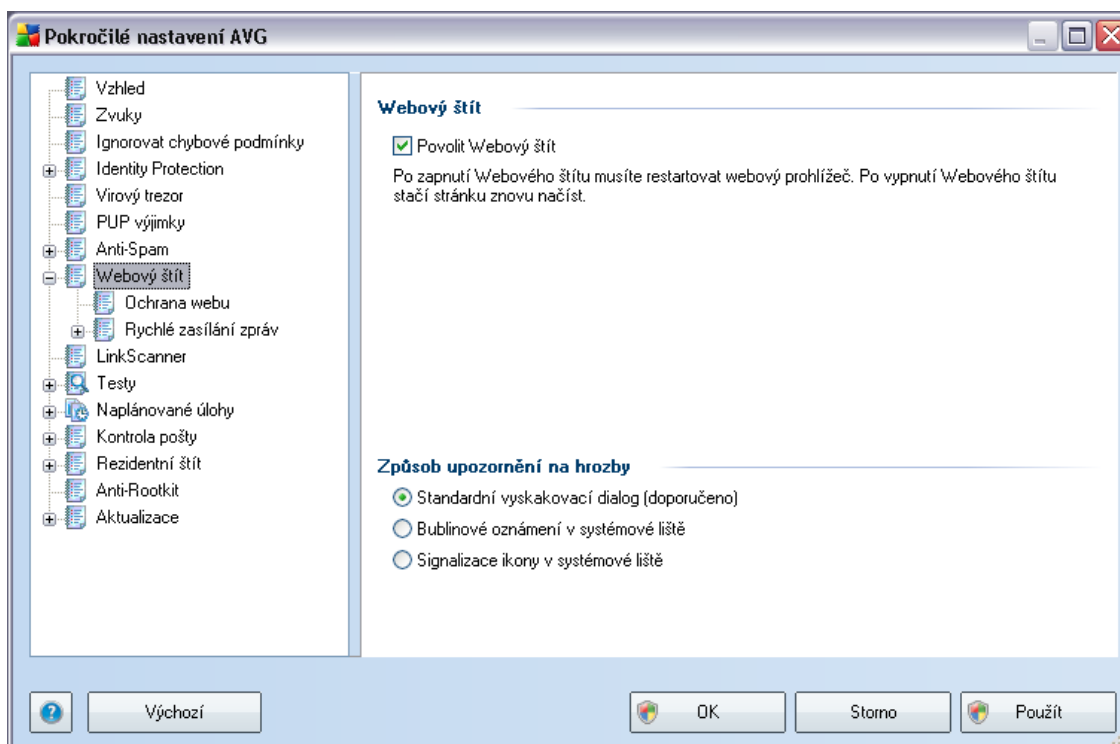 Pokročilé nastavení AVG
Vzhled
Zvuky
Ignorovat chybové podmínky
Identity Protection
Virový trezor
PUP výjimky
Anti-Spam
Webový štít
Ochrana webu
Rychlé zasílání zpráv
LinkScanner
Testy
Naplánované úlohy
Kontrola pošty
Rezidentní štít
Anti-Rootkit
Aktualizace
Webový štít
Povolit Webový štít
Po zapnutí Webového štítu musíte restartovat webový prohlížeč. Po vypnutí Webového štítu
stačí stránku znovu načíst.
Způsob upozornění na hrozby
Standardní vyskakovací dialog (doporučeno)
Bublinové oznámení v systémové liště
Signalizace ikony v systémové liště
Výchozí
OK
Storno
Použít